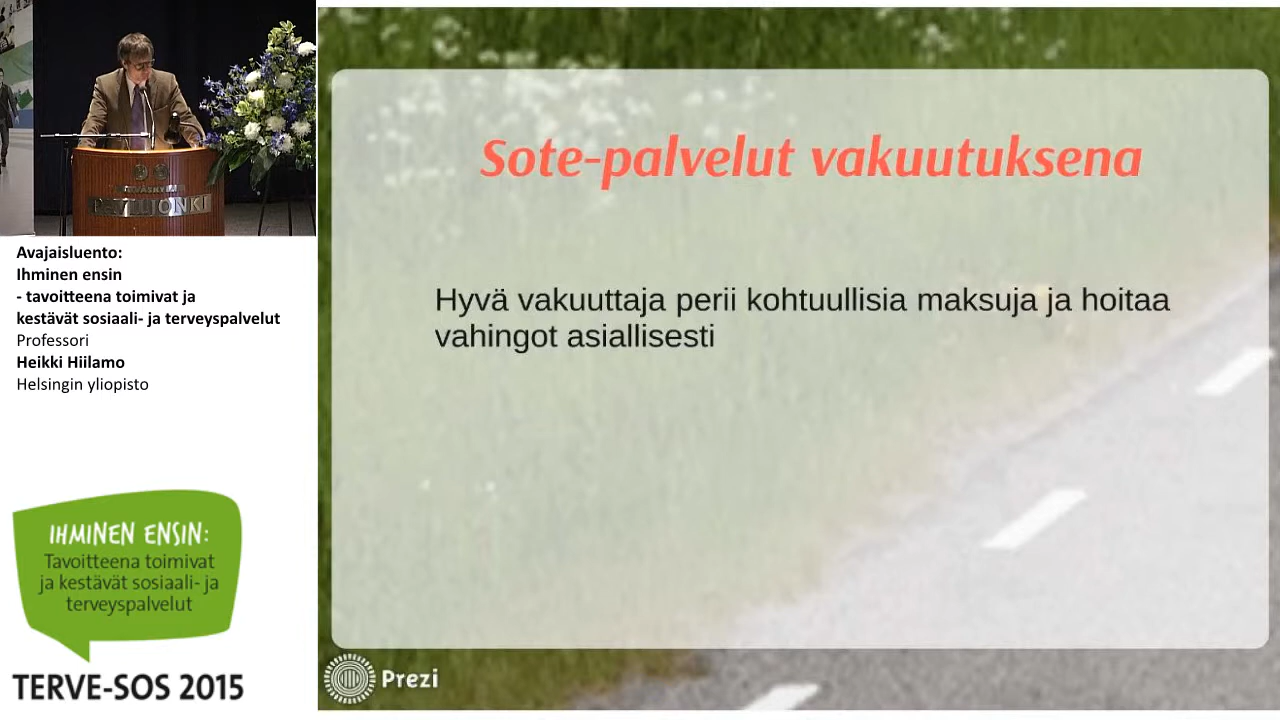 PAVILJONKI
Avajaisluento:
Ihminen ensin
- tavoitteena toimivat ja
kestävät sosiaali- ja terveyspalvelut
Professori
Heikki Hiilamo
Helsingin yliopisto
IHMINEN ENSIN:
Tavoitteena toimivat
ja kestävät sosiaali- ja
terveyspalvelut
TERVE-SOS 2015
Sote-palvelut vakuutuksena
Hyvä vakuuttaja perii kohtuullisia maksuja ja hoitaa
vahingot asiallisesti
Prezi